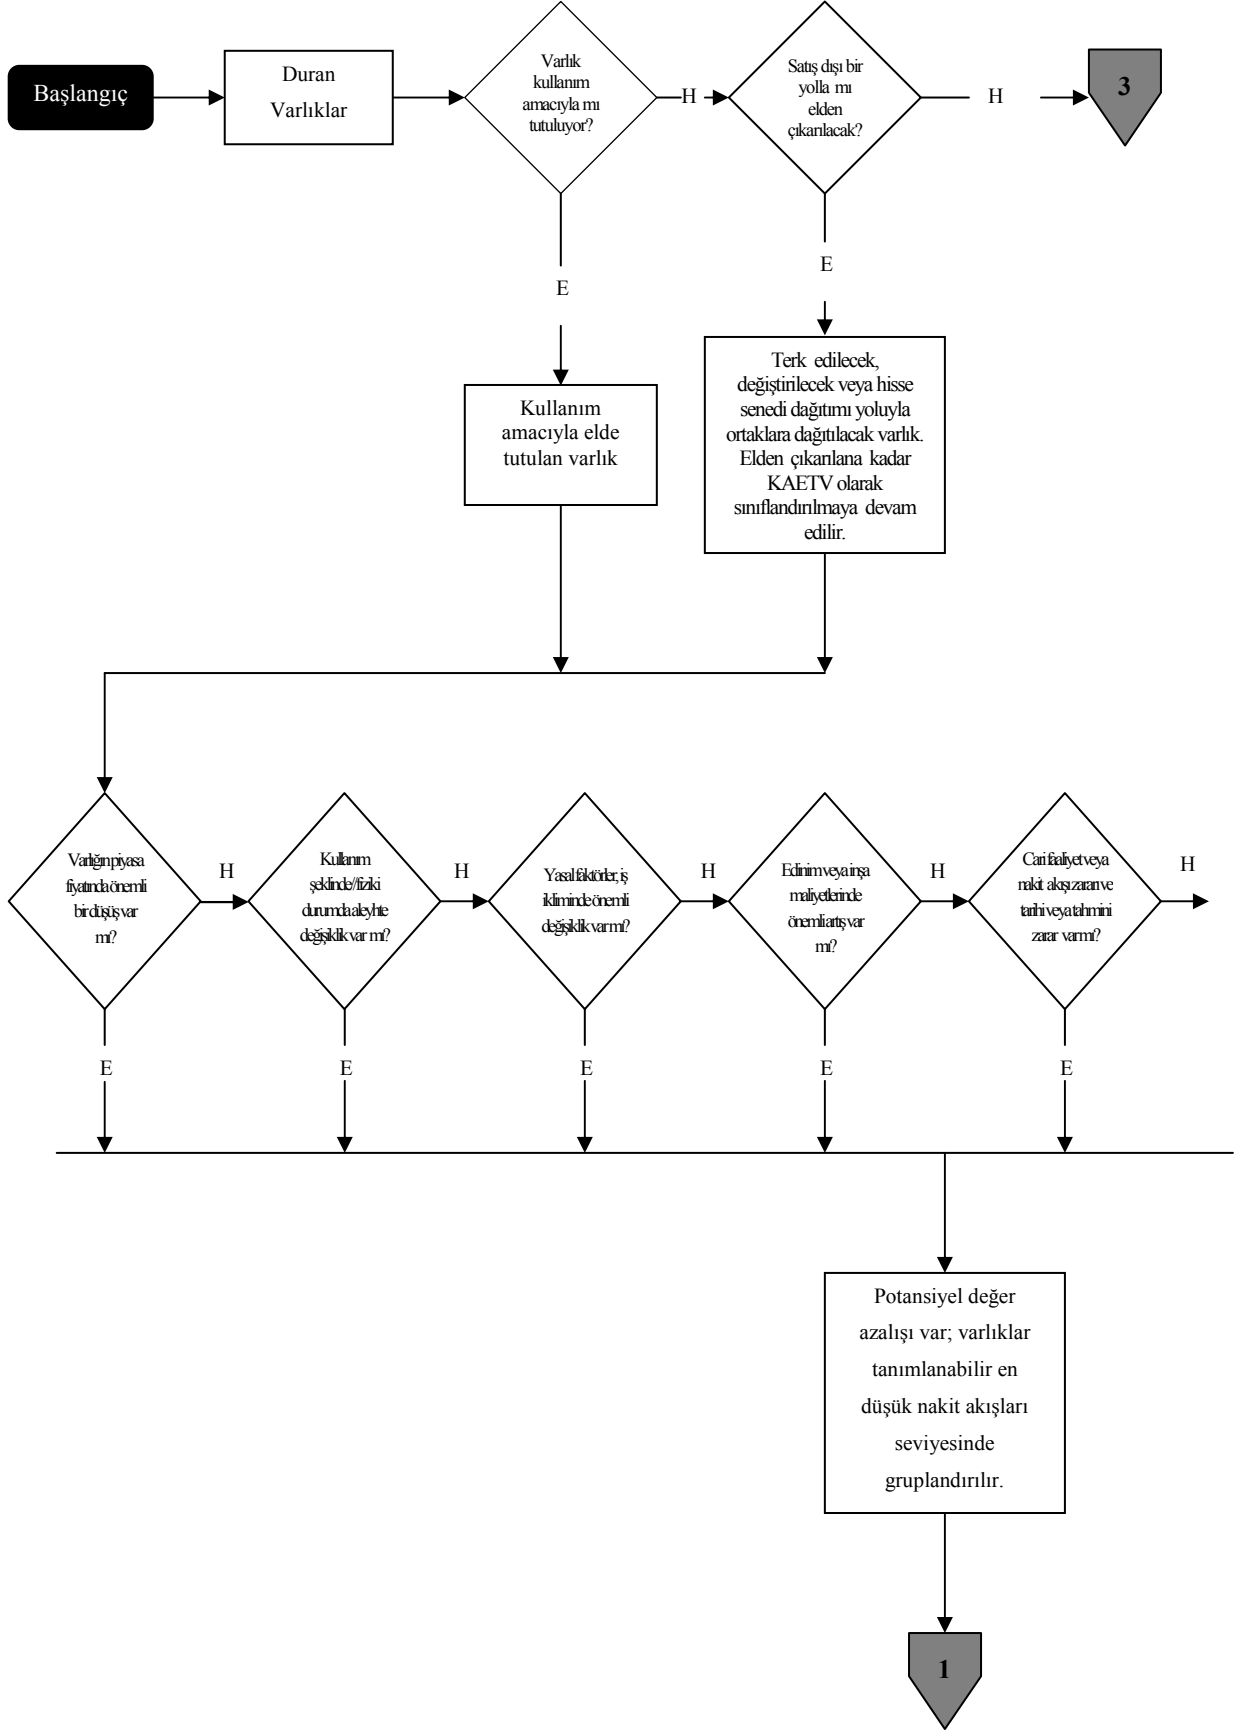 Başlangıç
Duran
Varlıklar
Varlık
kullanım
amacıyla mı
tutuluyor?
H
Satış dışı bir
yolla mı
elden
çıkarılacak?
H
3
E
E
Kullanım
amacıyla elde
tutulan varlık
Terk edilecek,
değiştirilecek veya hisse
senedi dağıtımı yoluyla
ortaklara dağıtılacak varlık.
Elden çıkarılana kadar
KAETV olarak
sınıflandırılmaya devam
edilir.
Varlığın piyasa
fiyatında önemli
bir düşüş var
mı?
H
Kullanım
şeklinde//fiziki
durumda aleyhte
değişiklik var mı?
H
Yasal faktörler, iş
ikliminde önemli
değişiklik var mı?
H
Edinim veya inşa
maliyetlerinde
önemli artış var
mı?
H
Cari faaliyet veya
nakit akışı zararı ve
tarihi veya tahmini
zarar var mı?
H
E
E
E
E
E
Potansiyel değer
azalışı var; varlıklar
tanımlanabilir en
düşük nakit akışları
seviyesinde
gruplandırılır.
1